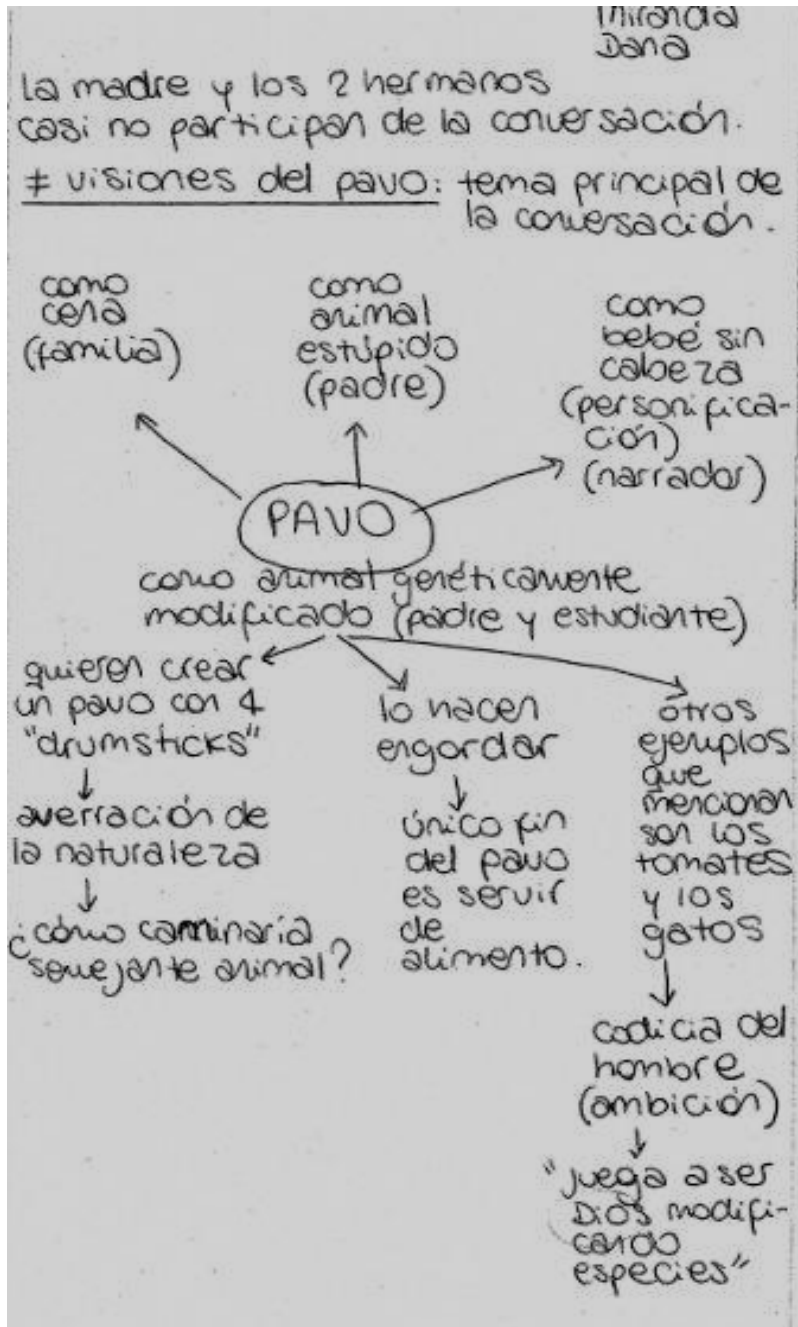 Miranda
Dana
la madre y los 2 hermanos
casi no participan de la conversación.
≠ visiones del pavo: tema principal de
la conversación.
como
cena
(familia)
como
animal
estúpido
(padre)
como
bebé sin
cabeza
(personifica-
ción)
(narrador)
PAVO
como animal genéticamente
modificado (padre y estudiante)
quieren crear
un pavo con 4
"drumsticks"
averración de
la naturaleza
¿cómo caminaría
semejante animal?
lo hacen
engordar
único fin
del pavo
es servir
de
alimento.
otros
ejemplos
que
mencionan
son los
tomates
y los
gatos
codicia del
hombre
(ambición)
"juega a ser
Dios modifi-
cando
especies"